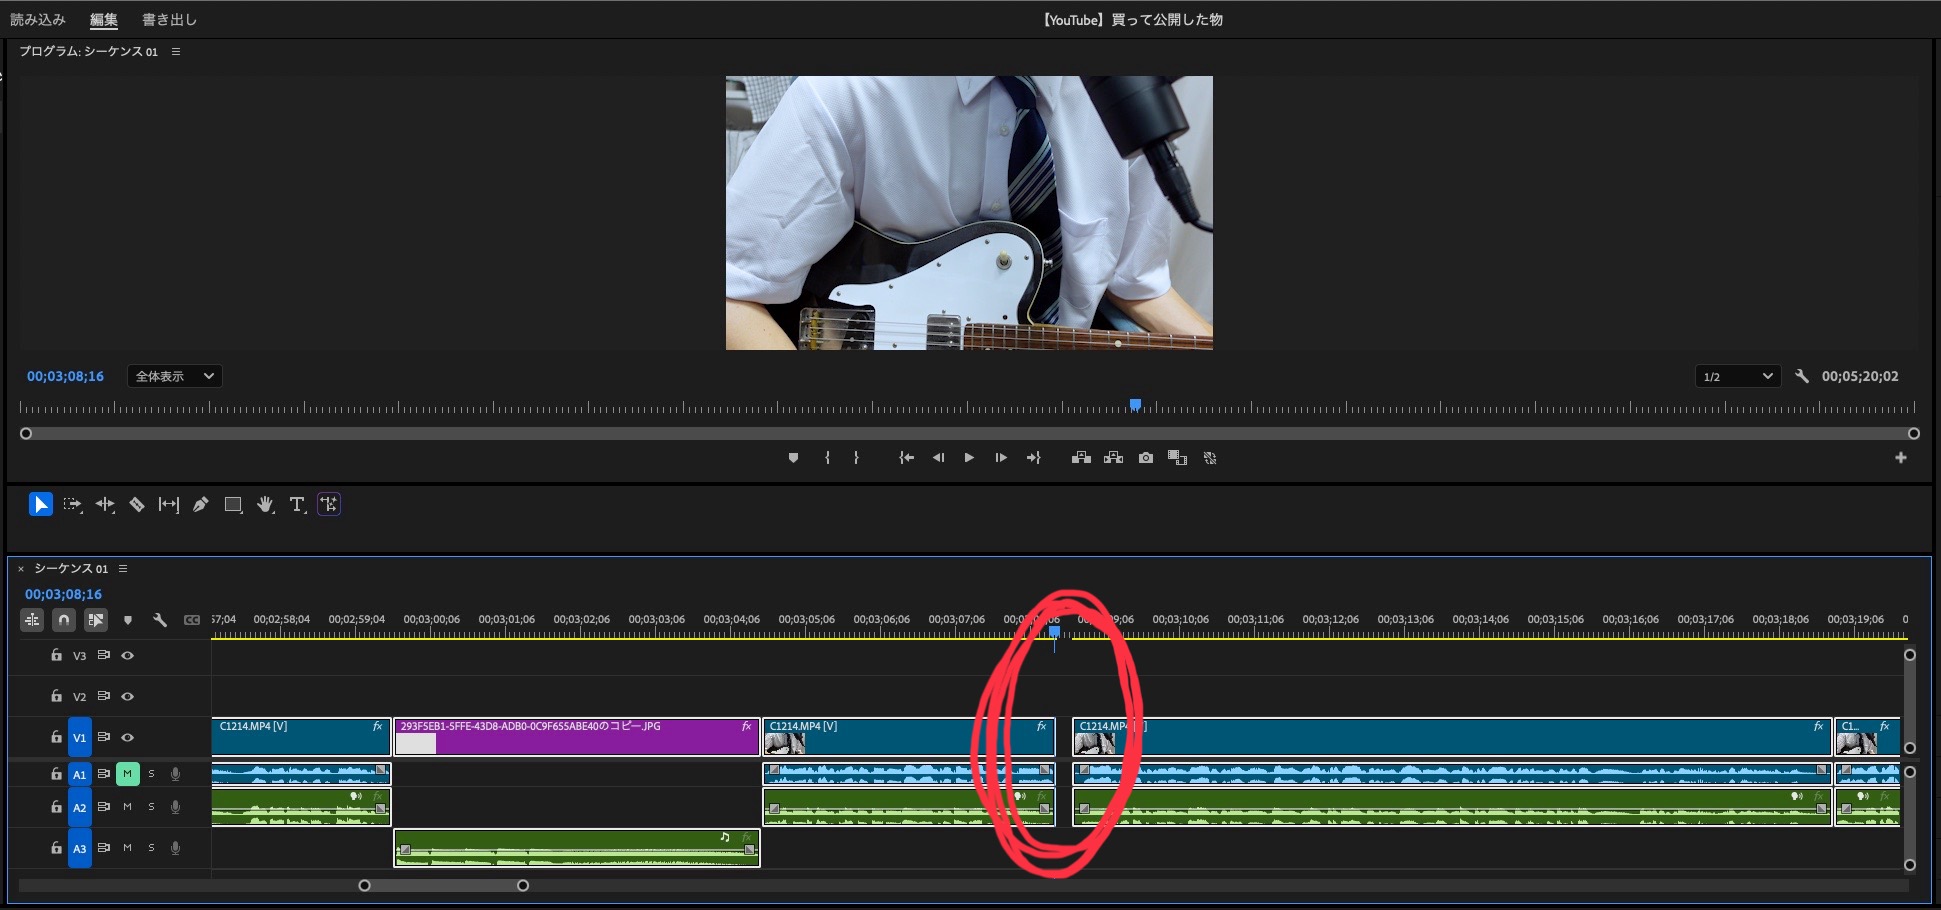 読み込み 編集 書き出し 【YouTube】買って公開した物
プログラム: シーケンス 01
00;03;08;16 全体表示 1/2 00;05;20;02
シーケンス 01
00;03;08;16
57;04 00;02;58;04 00;02;59;04 00;03;00;06 00;03;01;06 00;03;02;06 00;03;03;06 00;03;04;06 00;03;05;06 00;03;06;06 00;03;07;06 00;03;10;06 00;03;11;06 00;03;12;06 00;03;13;06 00;03;14;06 00;03;15;06 00;03;16;06 00;03;17;06 00;03;18;06 00;03;19;06 0
V3
V2
C1214.MP4 [V] fx 293F5EB1-5FFE-43D8-ADB0-0C9F655ABE40のコピー.JPG fx C1214.MP4 [V] fx C1214.MP fx C1... fx
V1
A1 M S
A2 M S fx fx fx fx
A3 M S fx